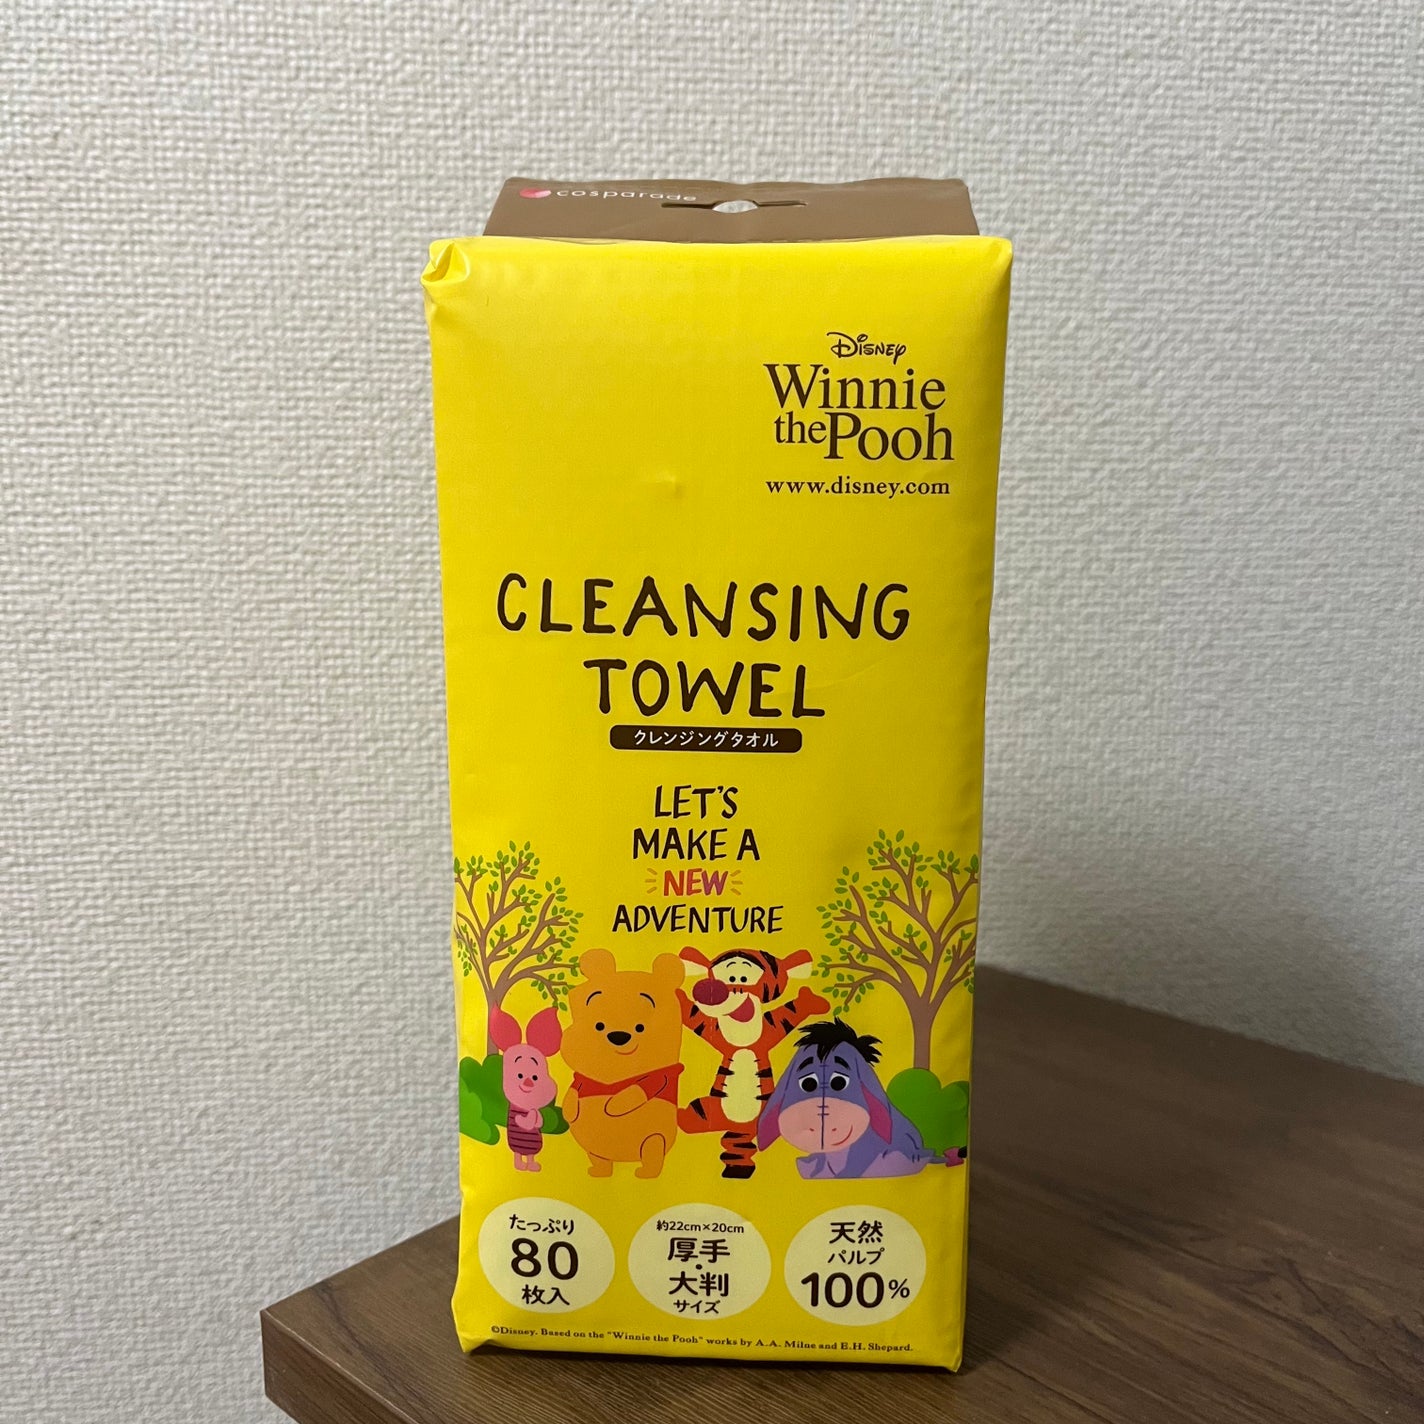 cosparade
Disney
Winnie
the Pooh
www.disney.com
CLEANSING
TOWEL
クレンジングタオル
LET'S
MAKE A
NEW
ADVENTURE
たっぷり
80
枚入
約22cm×20cm
厚手
・
大判
サイズ
天然
パルプ
100%
©Disney. Based on the "Winnie the Pooh" works by A.A. Milne and E.H. Shepard.